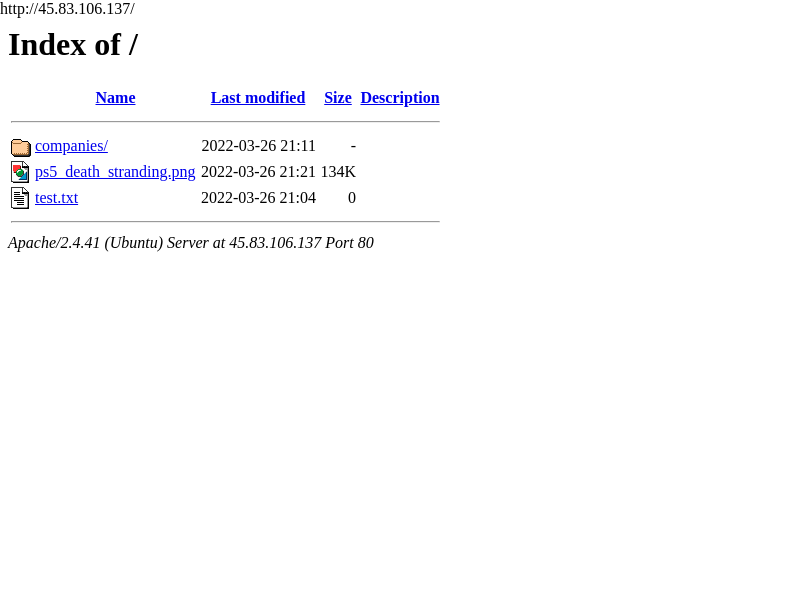 http://45.83.106.137/
Index of /
Name Last modified Size Description
companies/ 2022-03-26 21:11 -
ps5_death_stranding.png 2022-03-26 21:21 134K
test.txt 2022-03-26 21:04 0
Apache/2.4.41 (Ubuntu) Server at 45.83.106.137 Port 80